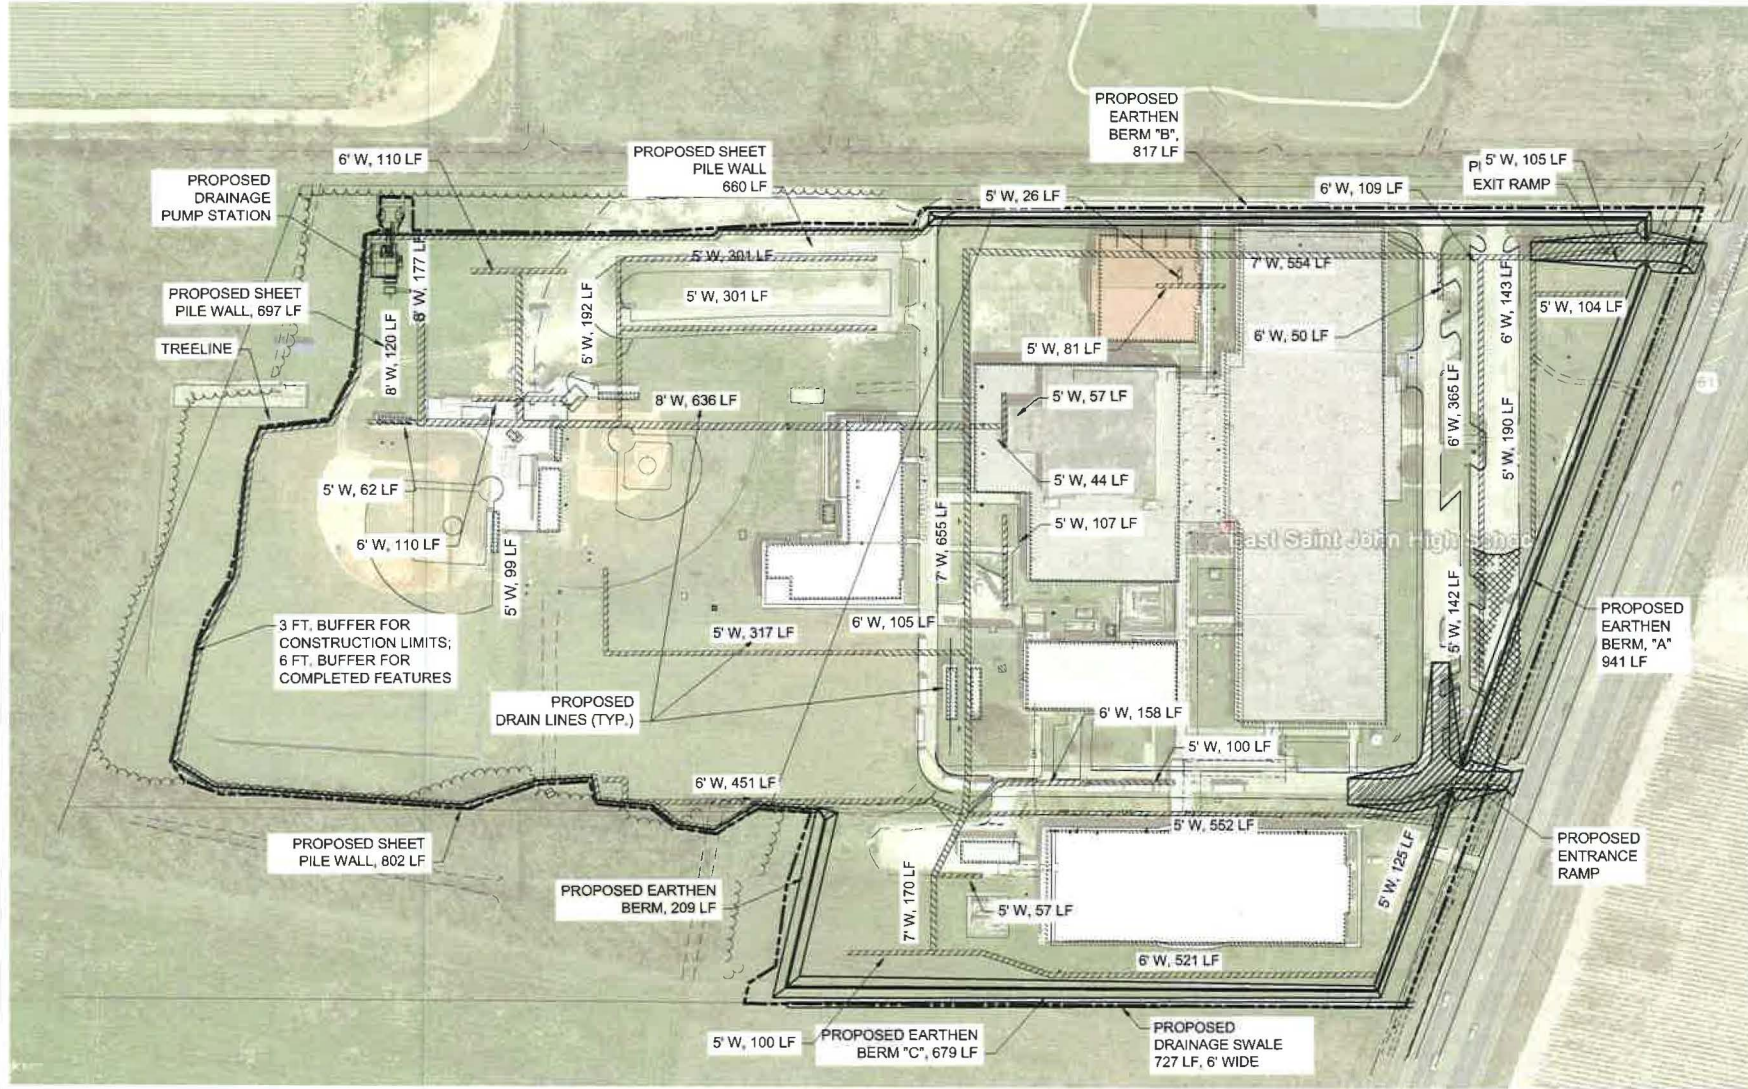 PROPOSED
EARTHEN
BERM "B",
817 LF
6' W, 110 LF
PROPOSED SHEET
PILE WALL
660 LF
5' W, 105 LF
EXIT RAMP
PROPOSED
DRAINAGE
PUMP STATION
5' W, 26 LF
6' W, 109 LF
8' W, 177 LF
5' W, 301 LF
7' W, 554 LF
6' W, 143 LF
PROPOSED SHEET
PILE WALL, 697 LF
5' W, 301 LF
5' W, 192 LF
5' W, 104 LF
TREELINE
8' W, 120 LF
5' W, 81 LF
6' W, 50 LF
61
8' W, 636 LF
5' W, 57 LF
6' W, 365 LF
5' W, 190 LF
5' W, 62 LF
5' W, 44 LF
6' W, 110 LF
5' W, 107 LF
East Saint John High School
5' W, 99 LF
7' W, 655 LF
5' W, 142 LF
3 FT. BUFFER FOR
CONSTRUCTION LIMITS;
6 FT. BUFFER FOR
COMPLETED FEATURES
5' W, 317 LF
6' W, 105 LF
PROPOSED
EARTHEN
BERM, "A"
941 LF
PROPOSED
DRAIN LINES (TYP.)
6' W, 158 LF
5' W, 100 LF
6' W, 451 LF
PROPOSED SHEET
PILE WALL, 802 LF
5' W, 552 LF
PROPOSED
ENTRANCE
RAMP
5' W, 125 LF
PROPOSED EARTHEN
BERM, 209 LF
7' W, 170 LF
5' W, 57 LF
6' W, 521 LF
5' W, 100 LF
PROPOSED EARTHEN
BERM "C", 679 LF
PROPOSED
DRAINAGE SWALE
727 LF, 6' WIDE